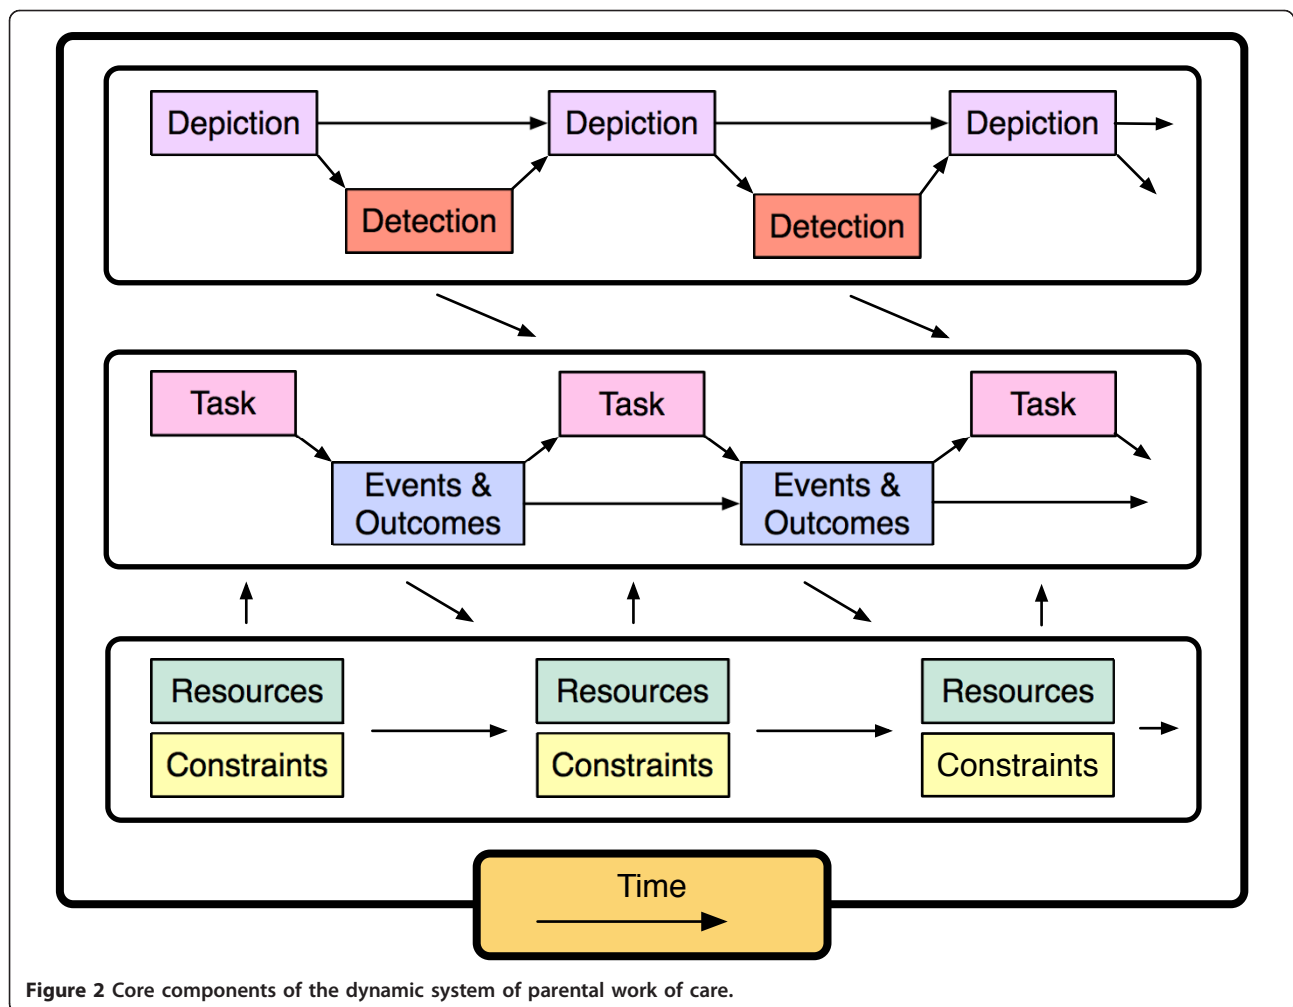 Depiction
Depiction
Depiction
Detection
Detection
Task
Task
Task
Events &
Outcomes
Events &
Outcomes
Resources
Resources
Resources
Constraints
Constraints
Constraints
Time
Figure 2 Core components of the dynamic system of parental work of care.